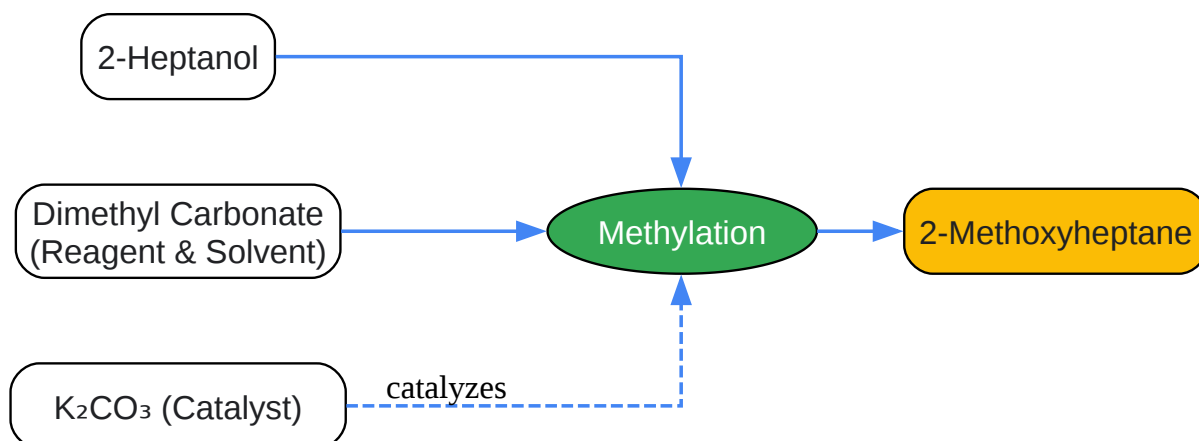 2-Heptanol
Dimethyl Carbonate
(Reagent & Solvent)
Methylation
2-Methoxyheptane
catalyzes
K₂CO₃ (Catalyst)